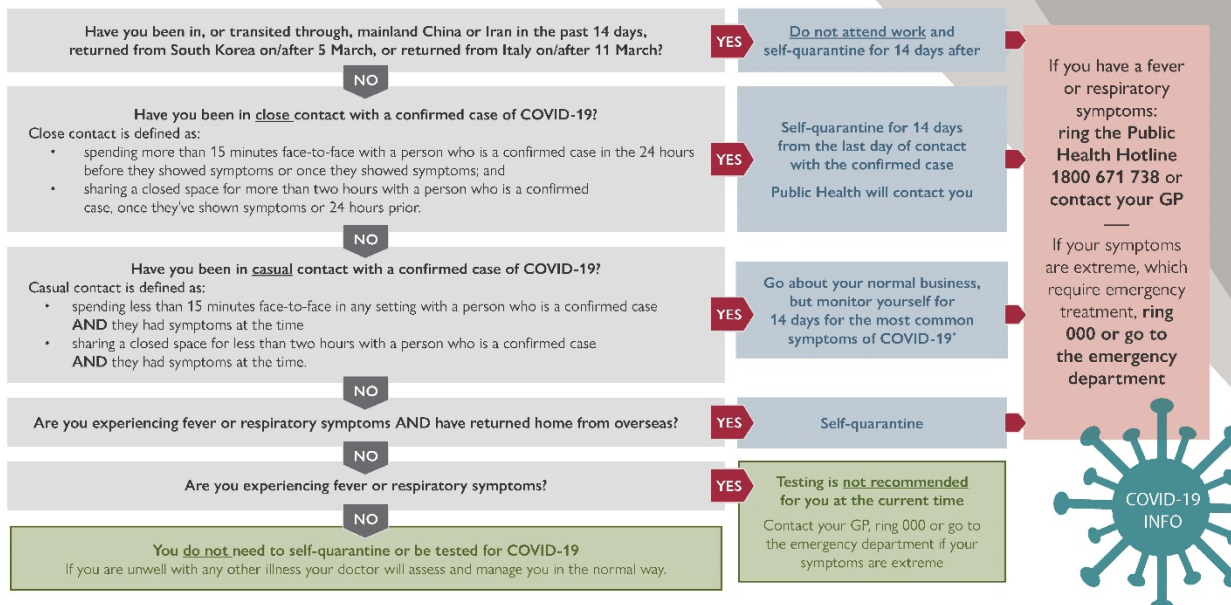 Have you been in, or transited through, mainland China or Iran in the past 14 days,
returned from South Korea on/after 5 March, or returned from Italy on/after 11 March?
YES
Do not attend work and
self-quarantine for 14 days after
NO
Have you been in close contact with a confirmed case of COVID-19?
Close contact is defined as:
• spending more than 15 minutes face-to-face with a person who is a confirmed case in the 24 hours
before they showed symptoms or once they showed symptoms; and
• sharing a closed space for more than two hours with a person who is a confirmed
case, once they've shown symptoms or 24 hours prior.
YES
Self-quarantine for 14 days
from the last day of contact
with the confirmed case
Public Health will contact you
NO
Have you been in casual contact with a confirmed case of COVID-19?
Casual contact is defined as:
• spending less than 15 minutes face-to-face in any setting with a person who is a confirmed case
AND they had symptoms at the time
• sharing a closed space for less than two hours with a person who is a confirmed case
AND they had symptoms at the time.
YES
Go about your normal business,
but monitor yourself for
14 days for the most common
symptoms of COVID-19*
NO
Are you experiencing fever or respiratory symptoms AND have returned home from overseas?
YES
Self-quarantine
NO
Are you experiencing fever or respiratory symptoms?
YES
Testing is not recommended
for you at the current time
Contact your GP, ring 000 or go to
the emergency department if your
symptoms are extreme
NO
You do not need to self-quarantine or be tested for COVID-19
If you are unwell with any other illness your doctor will assess and manage you in the normal way.
If you have a fever
or respiratory
symptoms:
ring the Public
Health Hotline
1800 671 738 or
contact your GP
If your symptoms
are extreme, which
require emergency
treatment, ring
000 or go to
the emergency
department
COVID-19
INFO